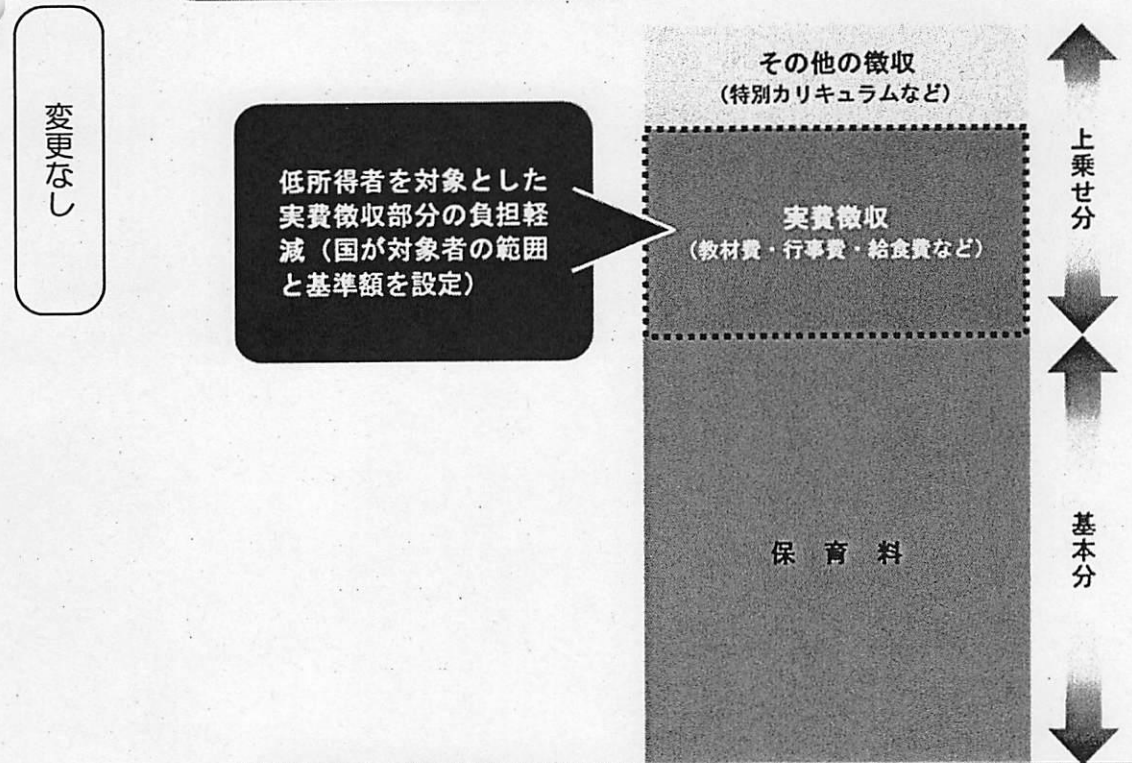 変更なし
低所得者を対象とした
実費徴収部分の負担軽
減（国が対象者の範囲
と基準額を設定）
その他の徴収
（特別カリキュラムなど）
実費徴収
（教材費・行事費・給食費など）
保育料
上乗せ分
基本分